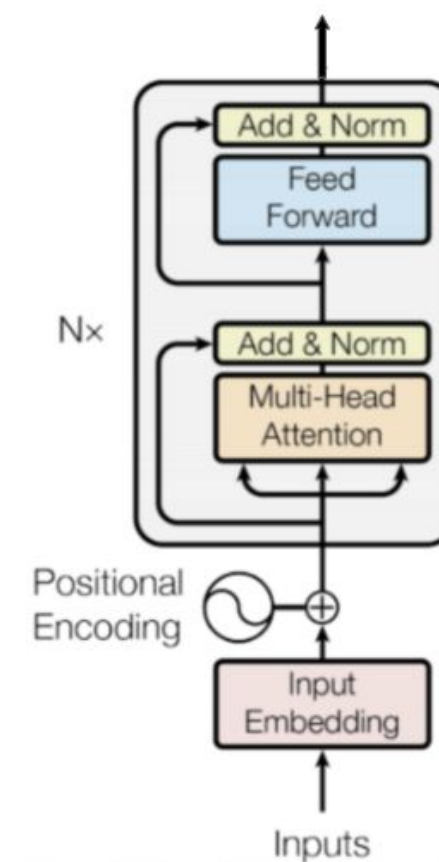 Add & Norm
Feed
Forward
Nx
Add & Norm
Multi-Head
Attention
Positional
Encoding
Input
Embedding
Inputs